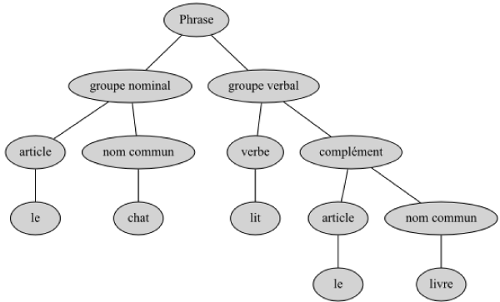 Phrase
groupe nominal groupe verbal
article nom commun verbe complément
le chat lit article nom commun
le livre